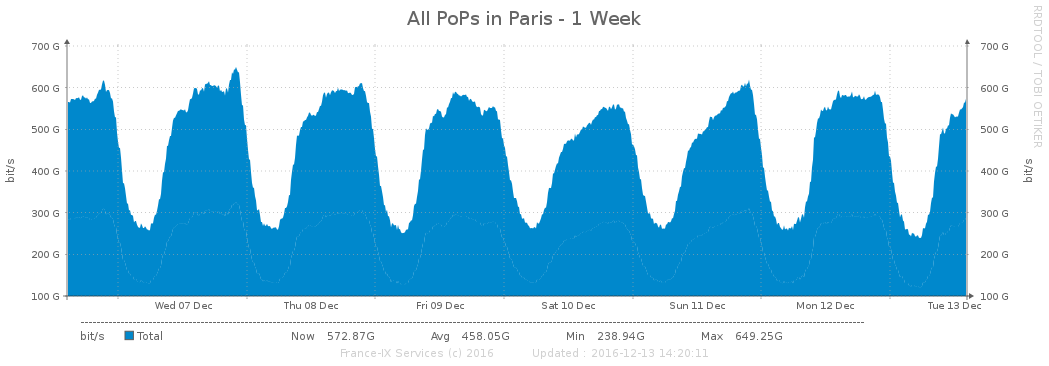 All PoPs in Paris - 1 Week
RRDTOOL / TOBI OETIKER
bit/s
700 G 700 G
600 G 600 G
500 G 500 G
400 G 400 G
300 G 300 G
200 G 200 G
100 G 100 G
bit/s
Wed 07 Dec Thu 08 Dec Fri 09 Dec Sat 10 Dec Sun 11 Dec Mon 12 Dec Tue 13 Dec
bit/s Total Now 572.87G Avg 458.05G Min 238.94G Max 649.25G
France-IX Services (c) 2016 Updated : 2016-12-13 14:20:11